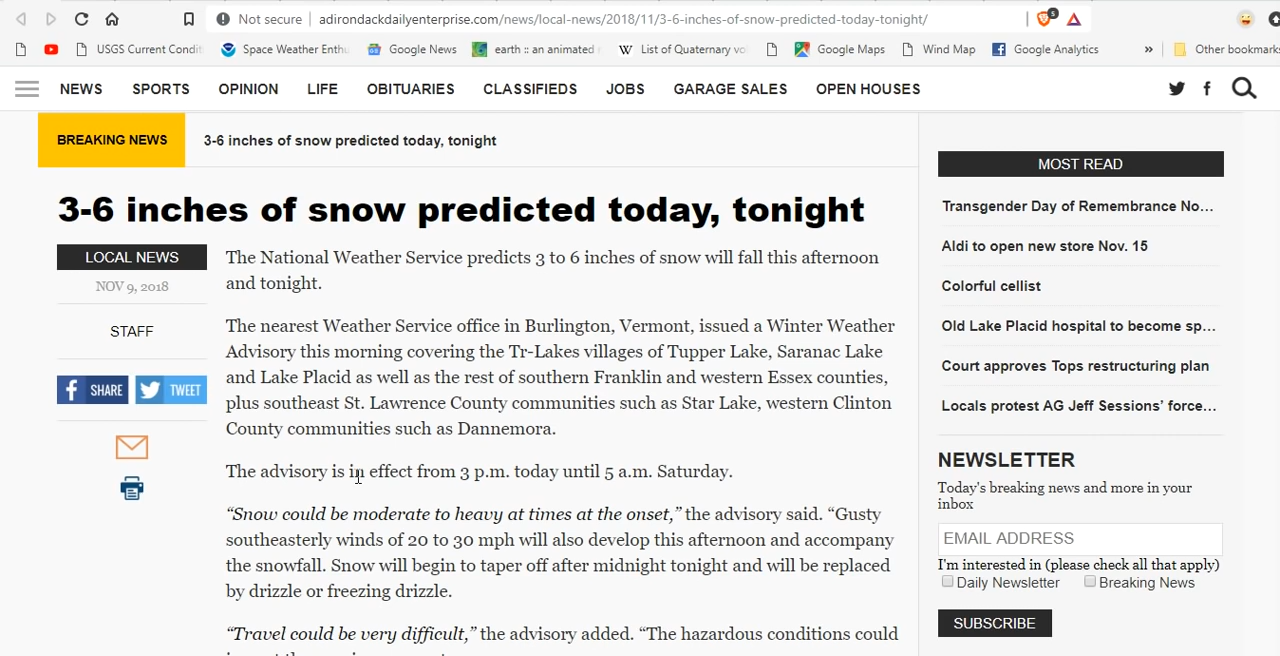 Not secure | adirondackdailyenterprise.com/news/local-news/2018/11/3-6-inches-of-snow-predicted-today-tonight/
5
USGS Current Condit Space Weather Enthu Google News earth :: an animated List of Quaternary vo Google Maps Wind Map Google Analytics » Other bookmarks
NEWS SPORTS OPINION LIFE OBITUARIES CLASSIFIEDS JOBS GARAGE SALES OPEN HOUSES
BREAKING NEWS 3-6 inches of snow predicted today, tonight
3-6 inches of snow predicted today, tonight
LOCAL NEWS
NOV 9, 2018
STAFF
SHARE TWEET
The National Weather Service predicts 3 to 6 inches of snow will fall this afternoon
and tonight.
The nearest Weather Service office in Burlington, Vermont, issued a Winter Weather
Advisory this morning covering the Tr-Lakes villages of Tupper Lake, Saranac Lake
and Lake Placid as well as the rest of southern Franklin and western Essex counties,
plus southeast St. Lawrence County communities such as Star Lake, western Clinton
County communities such as Dannemora.
The advisory is in effect from 3 p.m. today until 5 a.m. Saturday.
“Snow could be moderate to heavy at times at the onset,” the advisory said. “Gusty
southeasterly winds of 20 to 30 mph will also develop this afternoon and accompany
the snowfall. Snow will begin to taper off after midnight tonight and will be replaced
by drizzle or freezing drizzle.
“Travel could be very difficult,” the advisory added. “The hazardous conditions could
MOST READ
Transgender Day of Remembrance No...
Aldi to open new store Nov. 15
Colorful cellist
Old Lake Placid hospital to become sp...
Court approves Tops restructuring plan
Locals protest AG Jeff Sessions’ force...
NEWSLETTER
Today's breaking news and more in your
inbox
EMAIL ADDRESS
I'm interested in (please check all that apply)
Daily Newsletter Breaking News
SUBSCRIBE